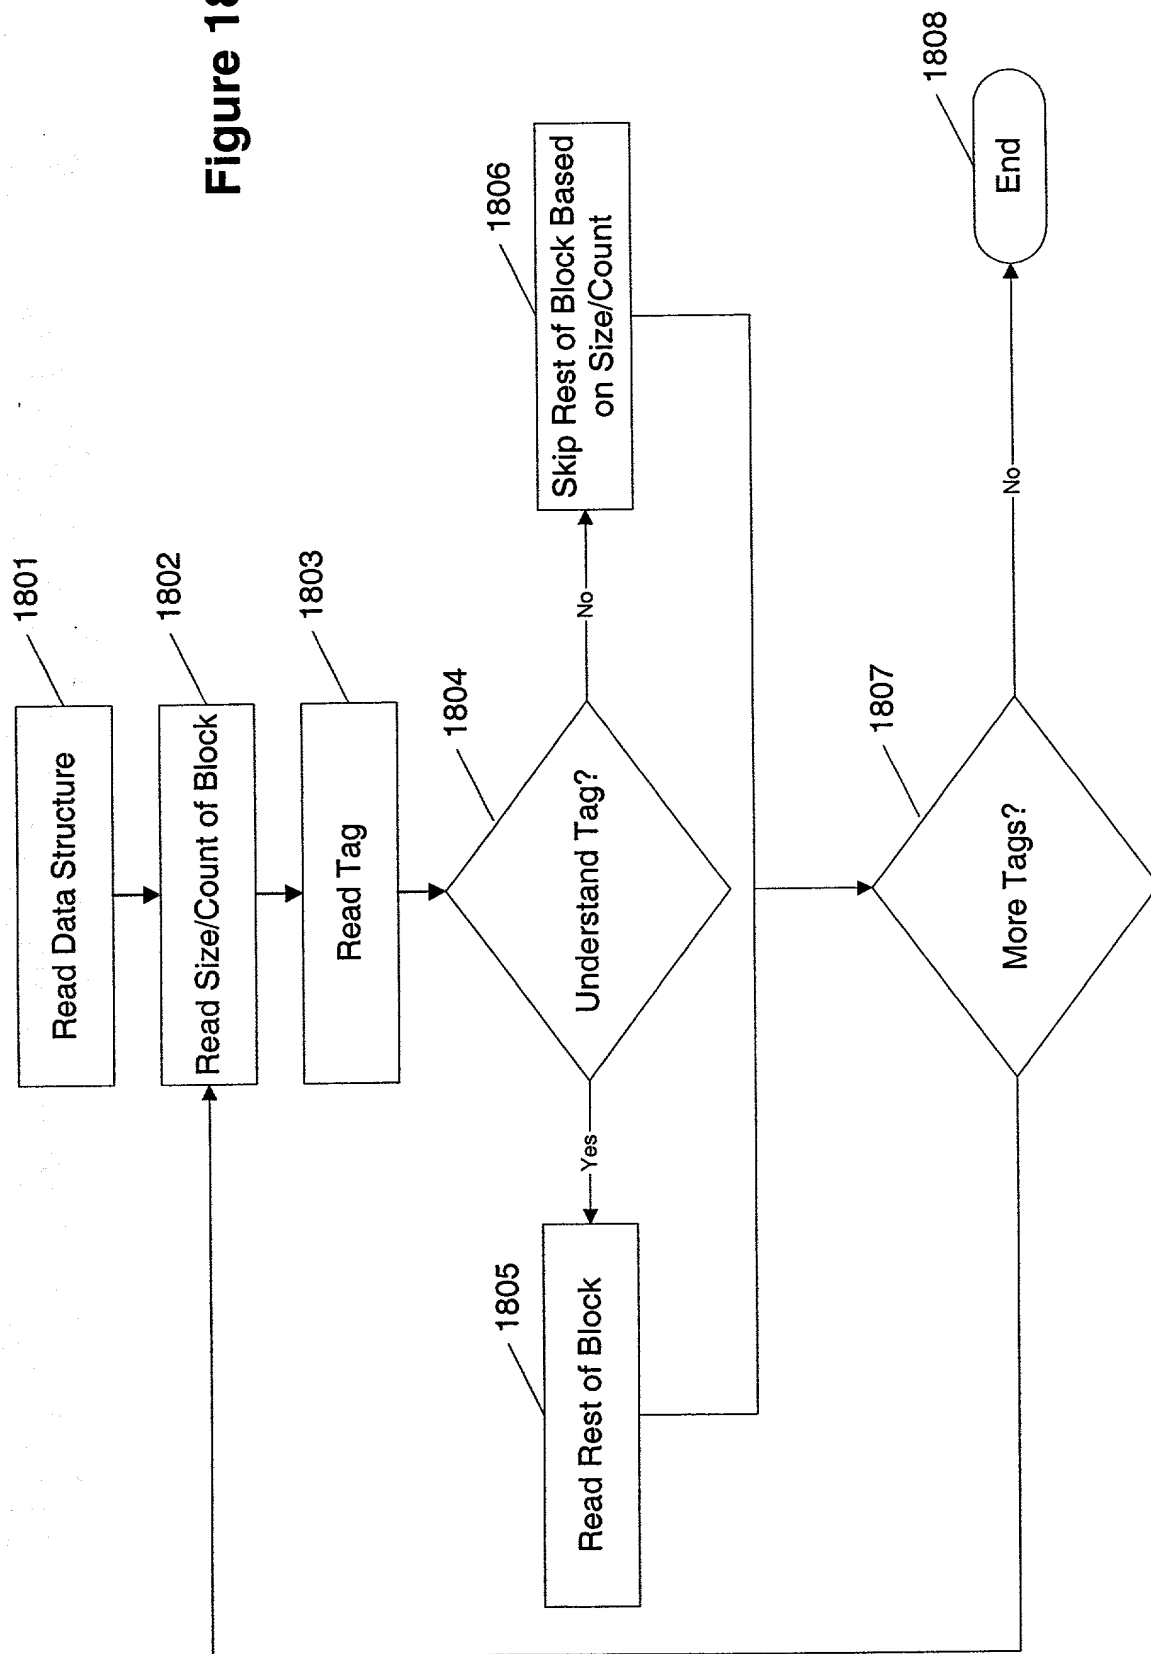 Figure 18
1801
Read Data Structure
1802
Read Size/Count of Block
1803
Read Tag
1804
Understand Tag?
Yes
No
1805
Read Rest of Block
1806
Skip Rest of Block Based
on Size/Count
1807
More Tags?
No
1808
End